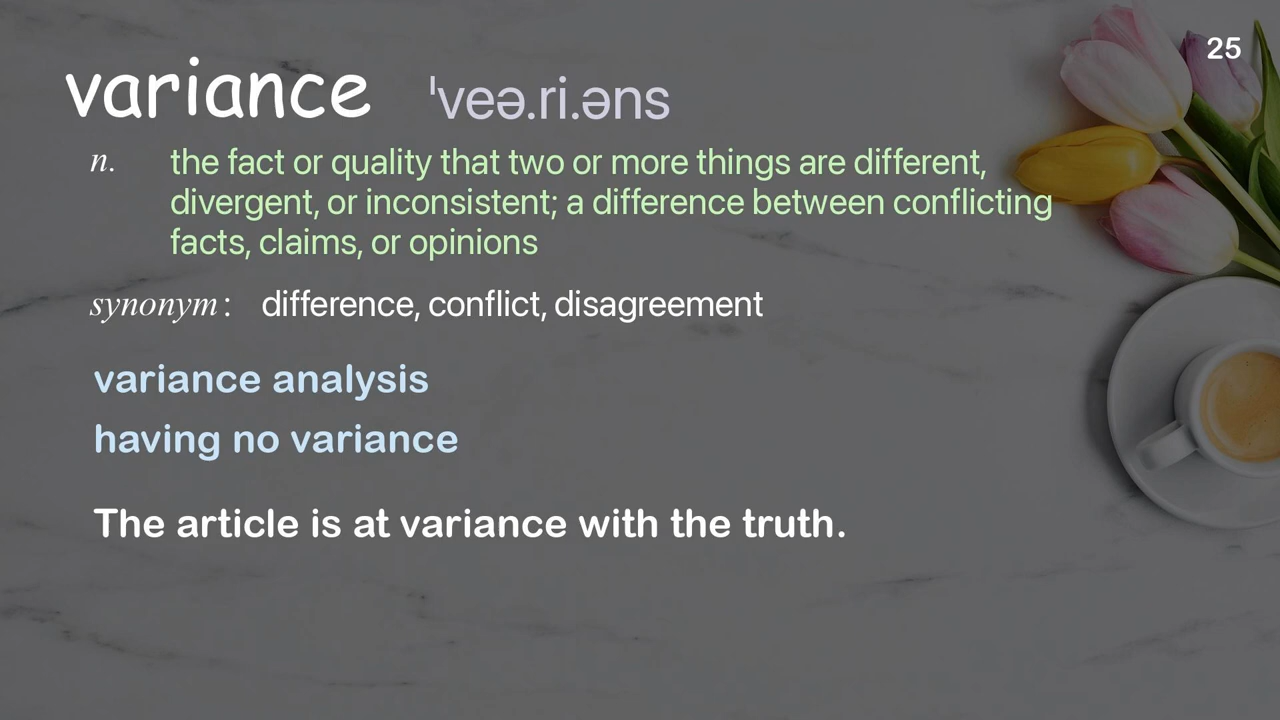 25
variance ˈveə.ri.əns
n. the fact or quality that two or more things are different,
divergent, or inconsistent; a difference between conflicting
facts, claims, or opinions
synonym: difference, conflict, disagreement
variance analysis
having no variance
The article is at variance with the truth.